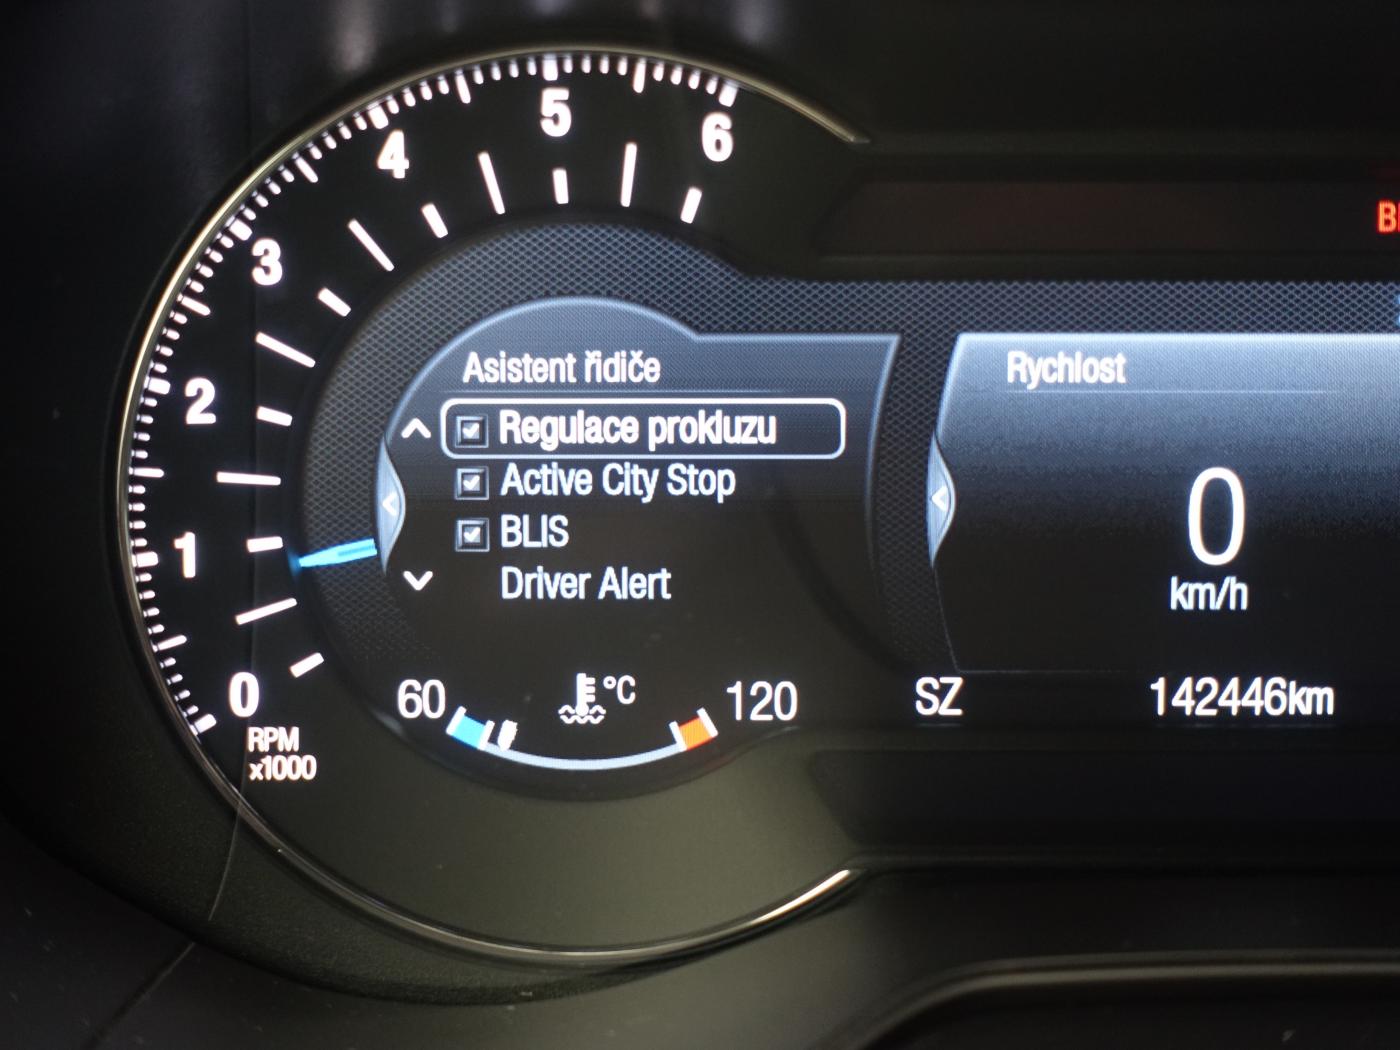 6
5
4
3
2
1
0
RPM
x1000
Asistent řidiče
Regulace prokluzu
Active City Stop
BLIS
Driver Alert
60
°C
120
Rychlost
0
km/h
SZ
142446km